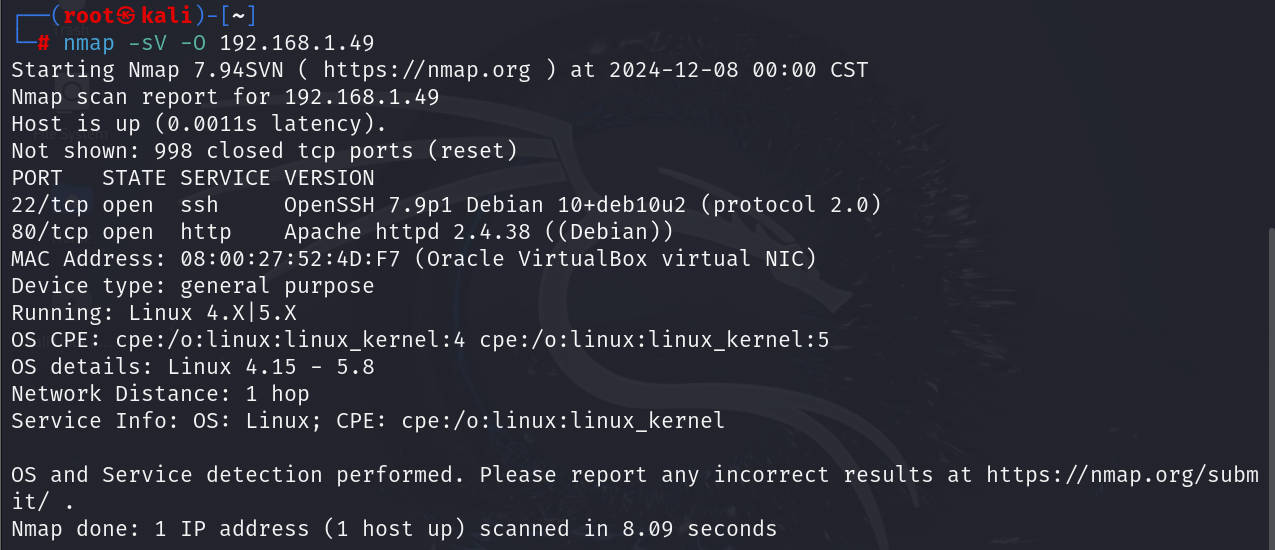 ┌──(root㉿kali)-[~]
└─# nmap -sV -O 192.168.1.49
Starting Nmap 7.94SVN ( https://nmap.org ) at 2024-12-08 00:00 CST
Nmap scan report for 192.168.1.49
Host is up (0.0011s latency).
Not shown: 998 closed tcp ports (reset)
PORT   STATE SERVICE VERSION
22/tcp open  ssh     OpenSSH 7.9p1 Debian 10+deb10u2 (protocol 2.0)
80/tcp open  http    Apache httpd 2.4.38 ((Debian))
MAC Address: 08:00:27:52:4D:F7 (Oracle VirtualBox virtual NIC)
Device type: general purpose
Running: Linux 4.X|5.X
OS CPE: cpe:/o:linux:linux_kernel:4 cpe:/o:linux:linux_kernel:5
OS details: Linux 4.15 - 5.8
Network Distance: 1 hop
Service Info: OS: Linux; CPE: cpe:/o:linux:linux_kernel

OS and Service detection performed. Please report any incorrect results at https://nmap.org/subm
it/ .
Nmap done: 1 IP address (1 host up) scanned in 8.09 seconds